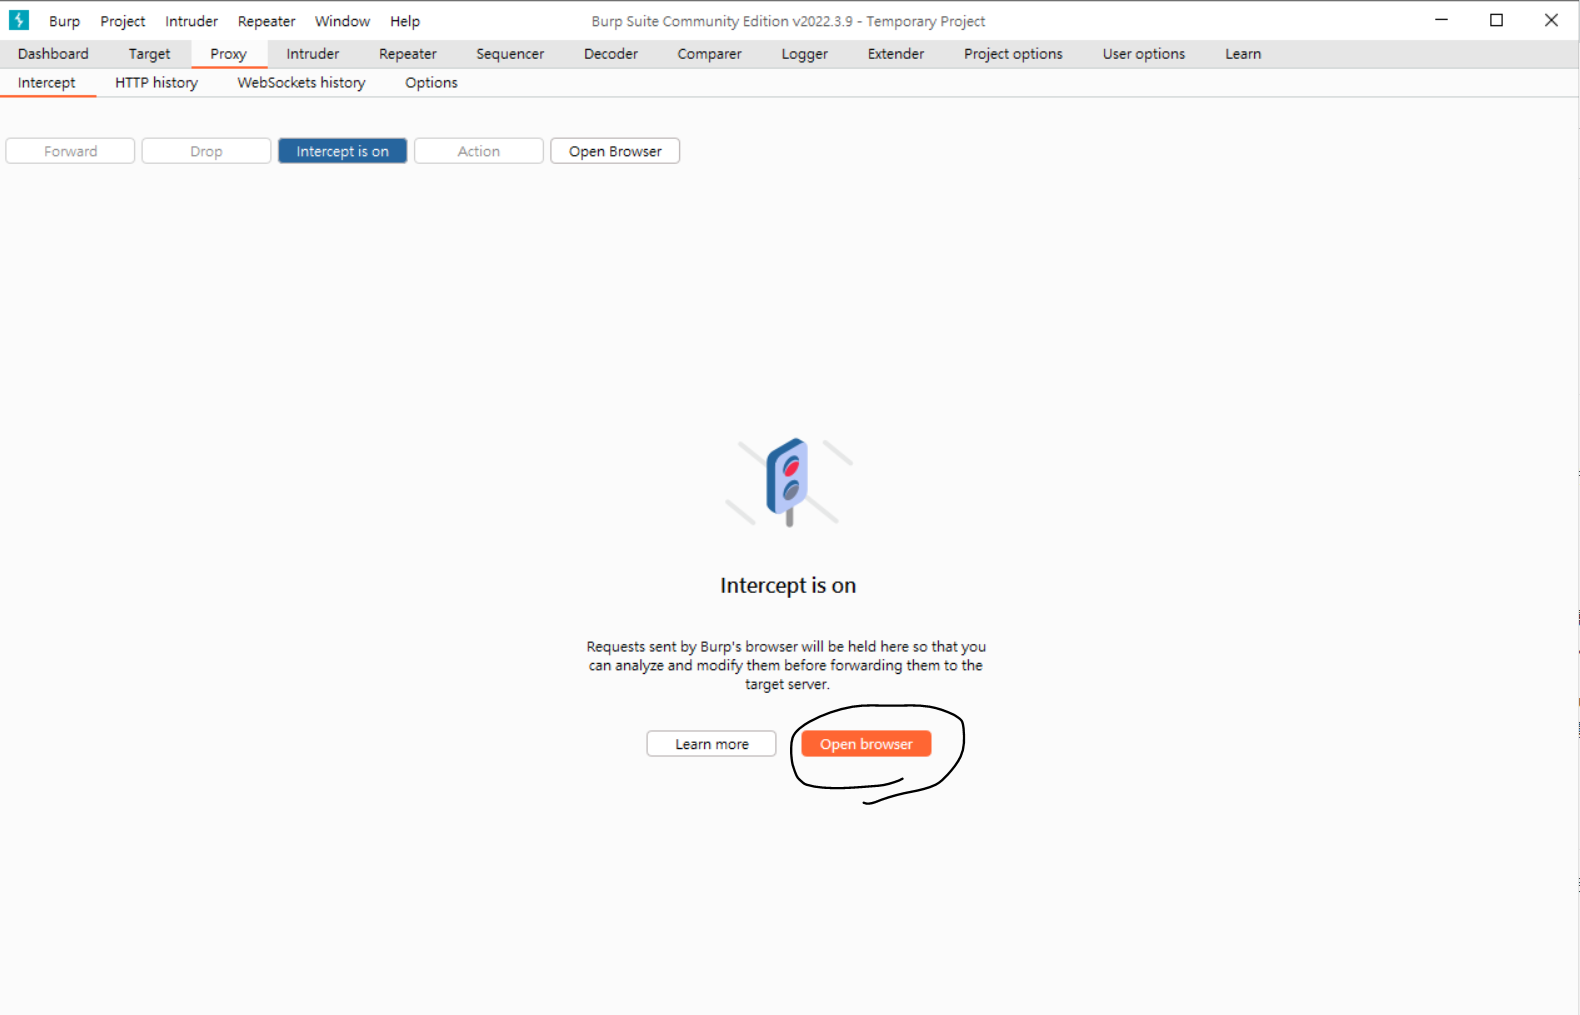 Burp Project Intruder Repeater Window Help Burp Suite Community Edition v2022.3.9 - Temporary Project
Dashboard Target Proxy Intruder Repeater Sequencer Decoder Comparer Logger Extender Project options User options Learn
Intercept HTTP history WebSockets history Options
Forward Drop Intercept is on Action Open Browser
Intercept is on
Requests sent by Burp's browser will be held here so that you
can analyze and modify them before forwarding them to the
target server.
Learn more Open browser